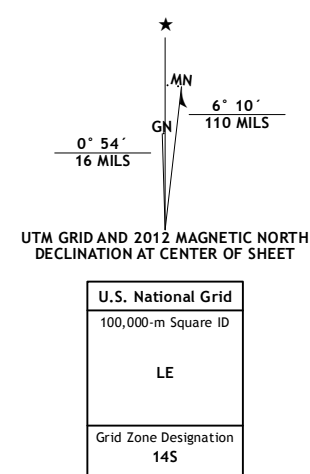 ★
MN
6° 10´
110 MILS
GN
0° 54´
16 MILS
UTM GRID AND 2012 MAGNETIC NORTH
DECLINATION AT CENTER OF SHEET
U.S. National Grid
100,000-m Square ID
LE
Grid Zone Designation
14S